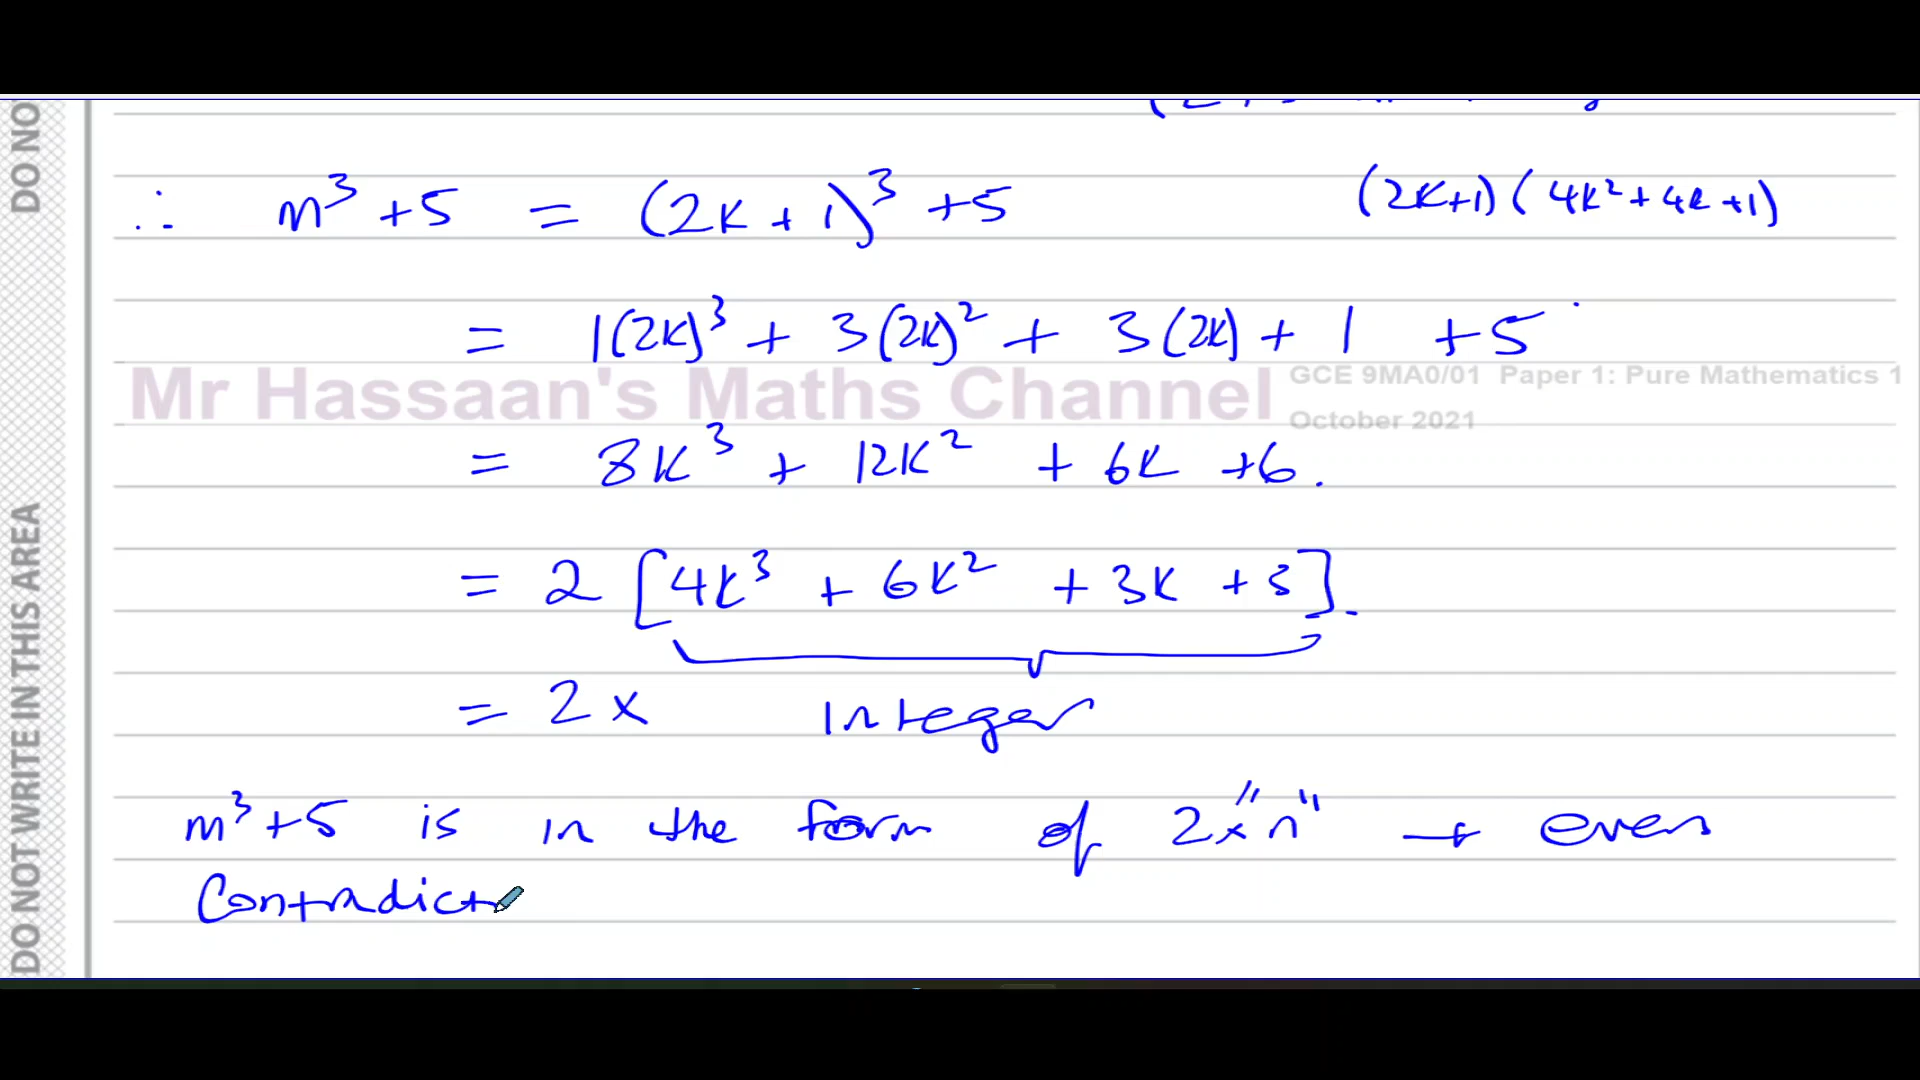 DO NO
∴ m³ +5 = (2k + 1)³ +5
(2k+1)(4k²+4k+1)
= 1(2k)³ + 3(2k)² + 3(2k) + 1 +5
Mr Hassaan's Maths Channel
GCE 9MA0/01 Paper 1: Pure Mathematics 1
October 2021
= 8k³ + 12k² + 6k +6.
= 2 [4k³ + 6k² + 3k +3].
= 2 x Integer
DO NOT WRITE IN THIS AREA
m³+5 is in the form of 2x"n" → even
Contradict